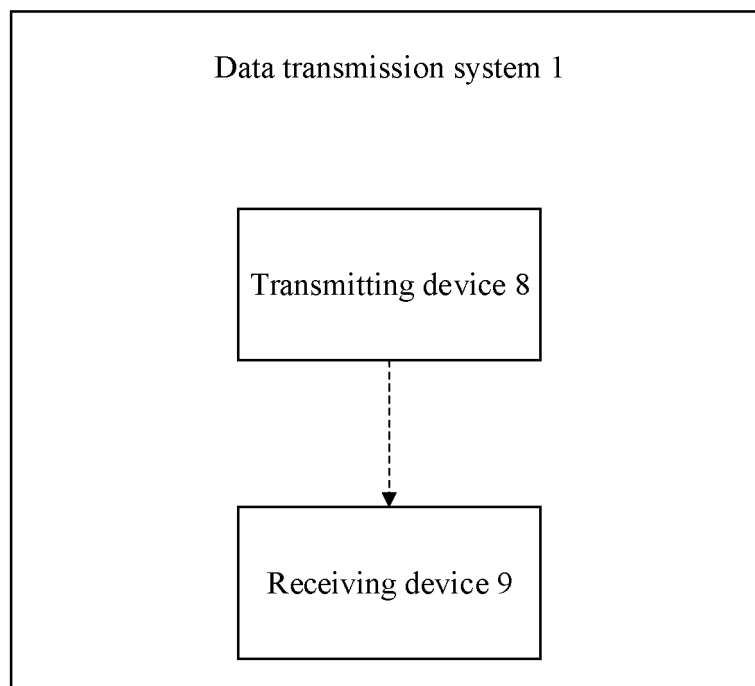 Data transmission system 1
Transmitting device 8
Receiving device 9